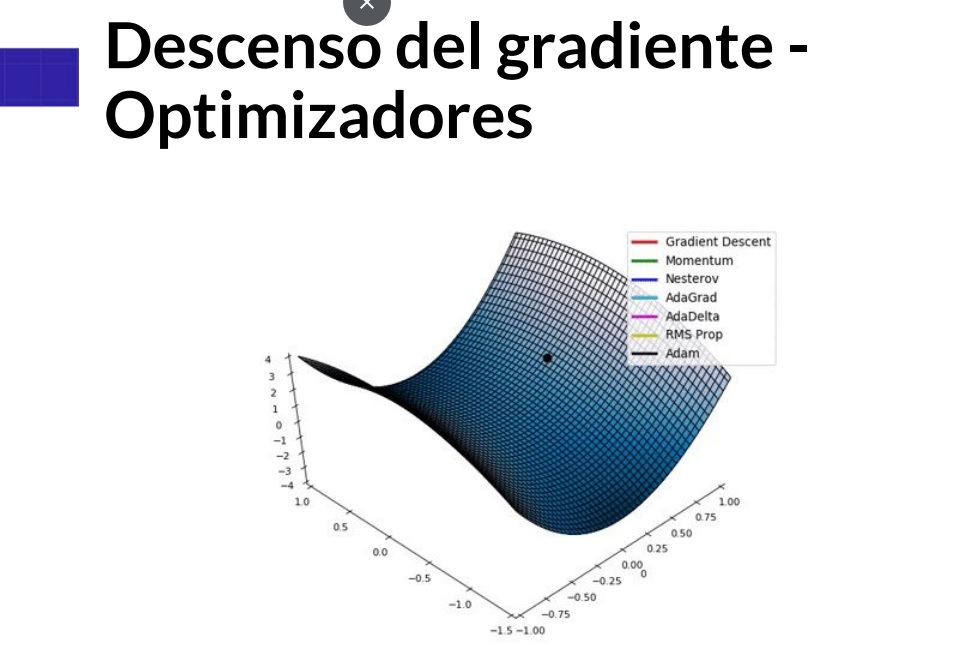 Descenso del gradiente -
Optimizadores
Gradient Descent
Momentum
Nesterov
AdaGrad
AdaDelta
RMS Prop
Adam
4
3
2
1
0
−1
−2
−3
−4
1.0
0.5
0.0
−0.5
−1.0
−1.5
−1.00
−0.75
−0.50
−0.25
0.00
0
0.25
0.50
0.75
1.00